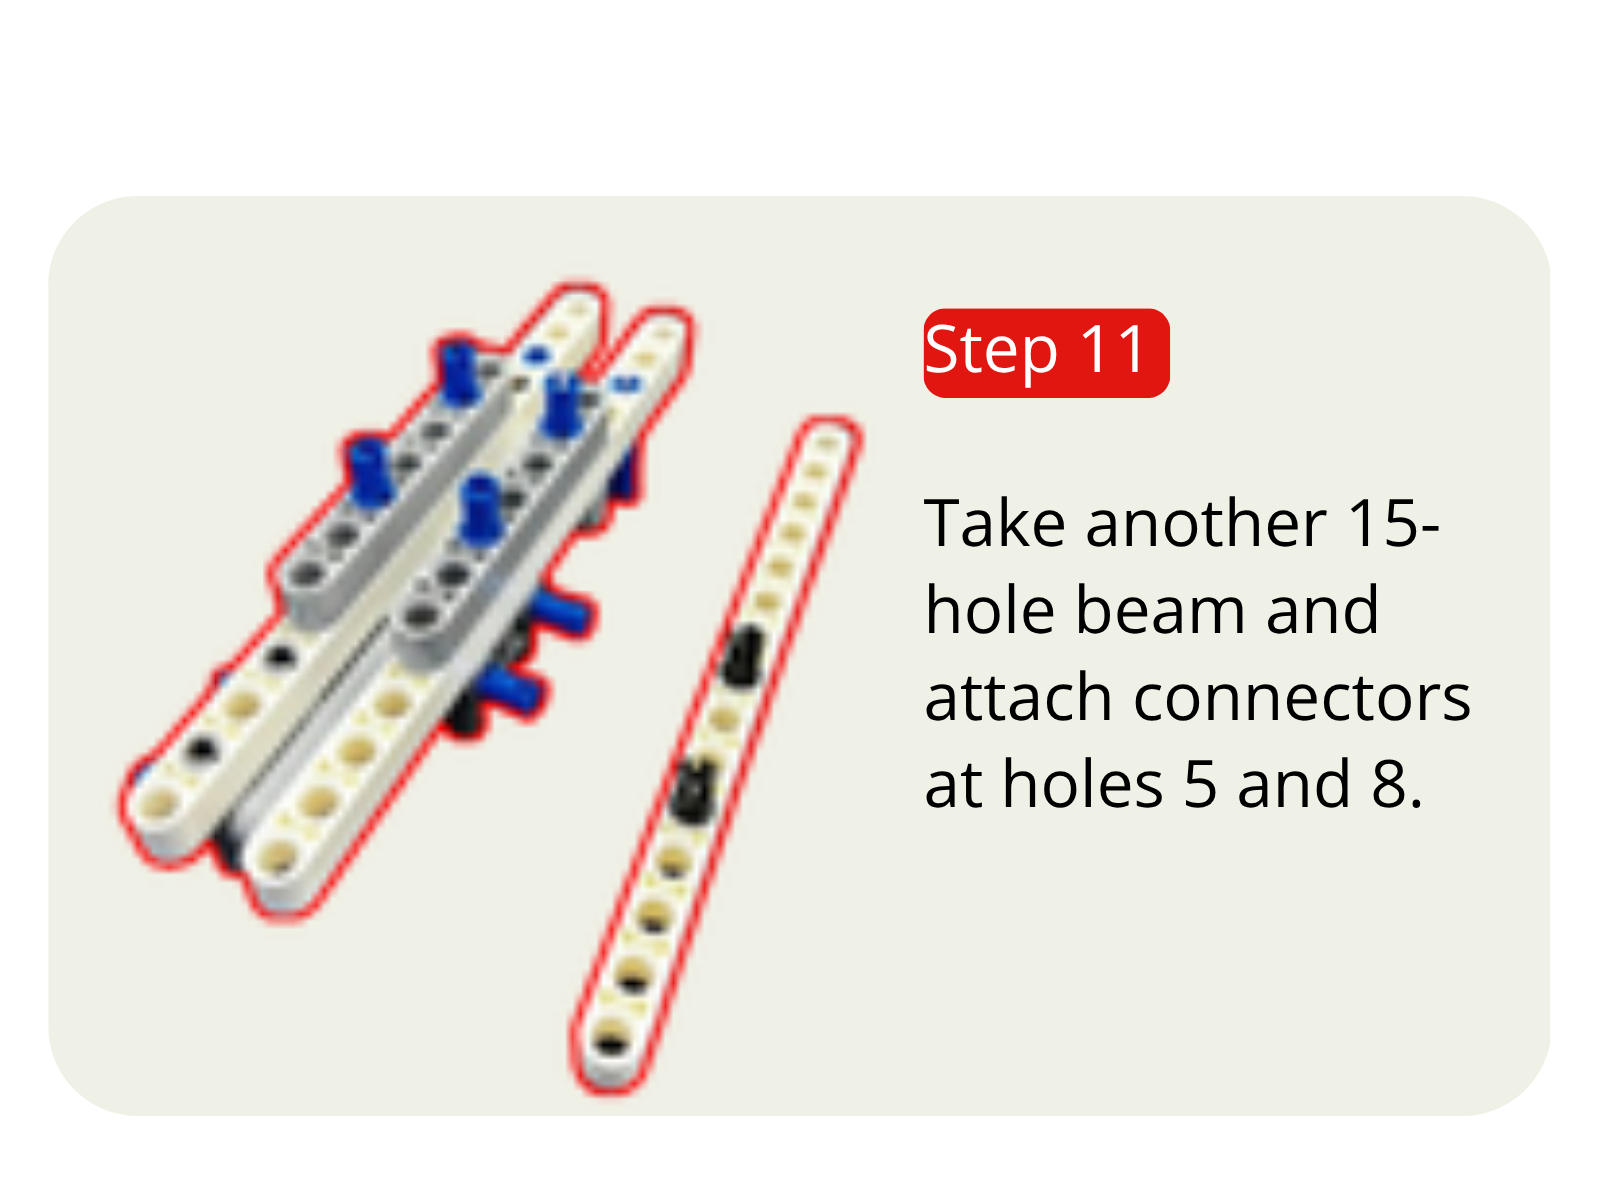 Step 11
Take another 15-
hole beam and
attach connectors
at holes 5 and 8.